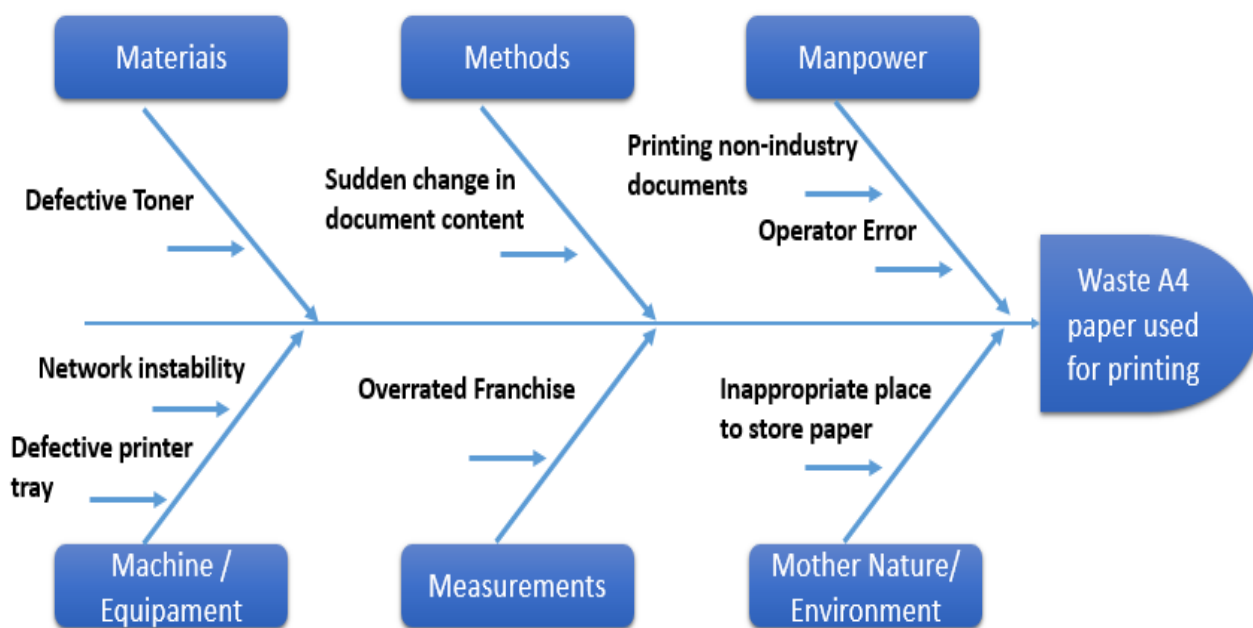 Materiais
Methods
Manpower
Defective Toner
Sudden change in
document content
Printing non-industry
documents
Operator Error
Waste A4
paper used
for printing
Network instability
Defective printer
tray
Overrated Franchise
Inappropriate place
to store paper
Machine /
Equipament
Measurements
Mother Nature/
Environment